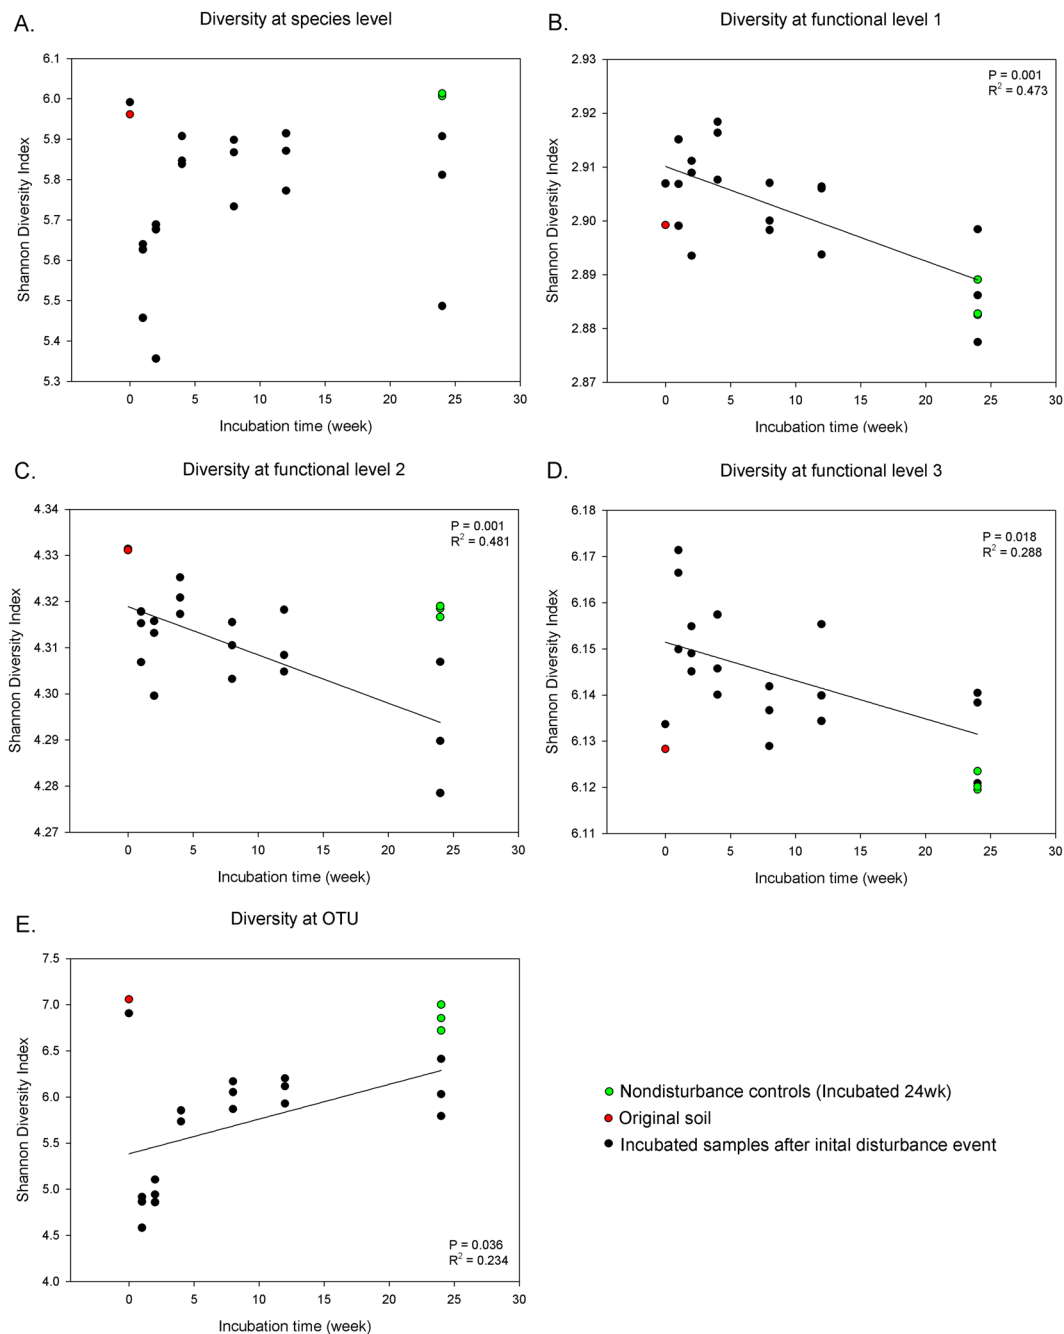 A.
Diversity at species level
6.1
6.0
5.9
5.8
5.7
5.6
5.5
5.4
5.3
Shannon Diversity Index
0 5 10 15 20 25 30
Incubation time (week)
B.
Diversity at functional level 1
P = 0.001
R² = 0.473
2.93
2.92
2.91
2.90
2.89
2.88
2.87
Shannon Diversity Index
0 5 10 15 20 25 30
Incubation time (week)
C.
Diversity at functional level 2
P = 0.001
R² = 0.481
4.34
4.33
4.32
4.31
4.30
4.29
4.28
4.27
Shannon Diversity Index
0 5 10 15 20 25 30
Incubation time (week)
D.
Diversity at functional level 3
P = 0.018
R² = 0.288
6.18
6.17
6.16
6.15
6.14
6.13
6.12
6.11
Shannon Diversity Index
0 5 10 15 20 25 30
Incubation time (week)
E.
Diversity at OTU
7.5
7.0
6.5
6.0
5.5
5.0
4.5
4.0
Shannon Diversity Index
P = 0.036
R² = 0.234
0 5 10 15 20 25 30
Incubation time (week)
Nondisturbance controls (Incubated 24wk)
Original soil
Incubated samples after inital disturbance event